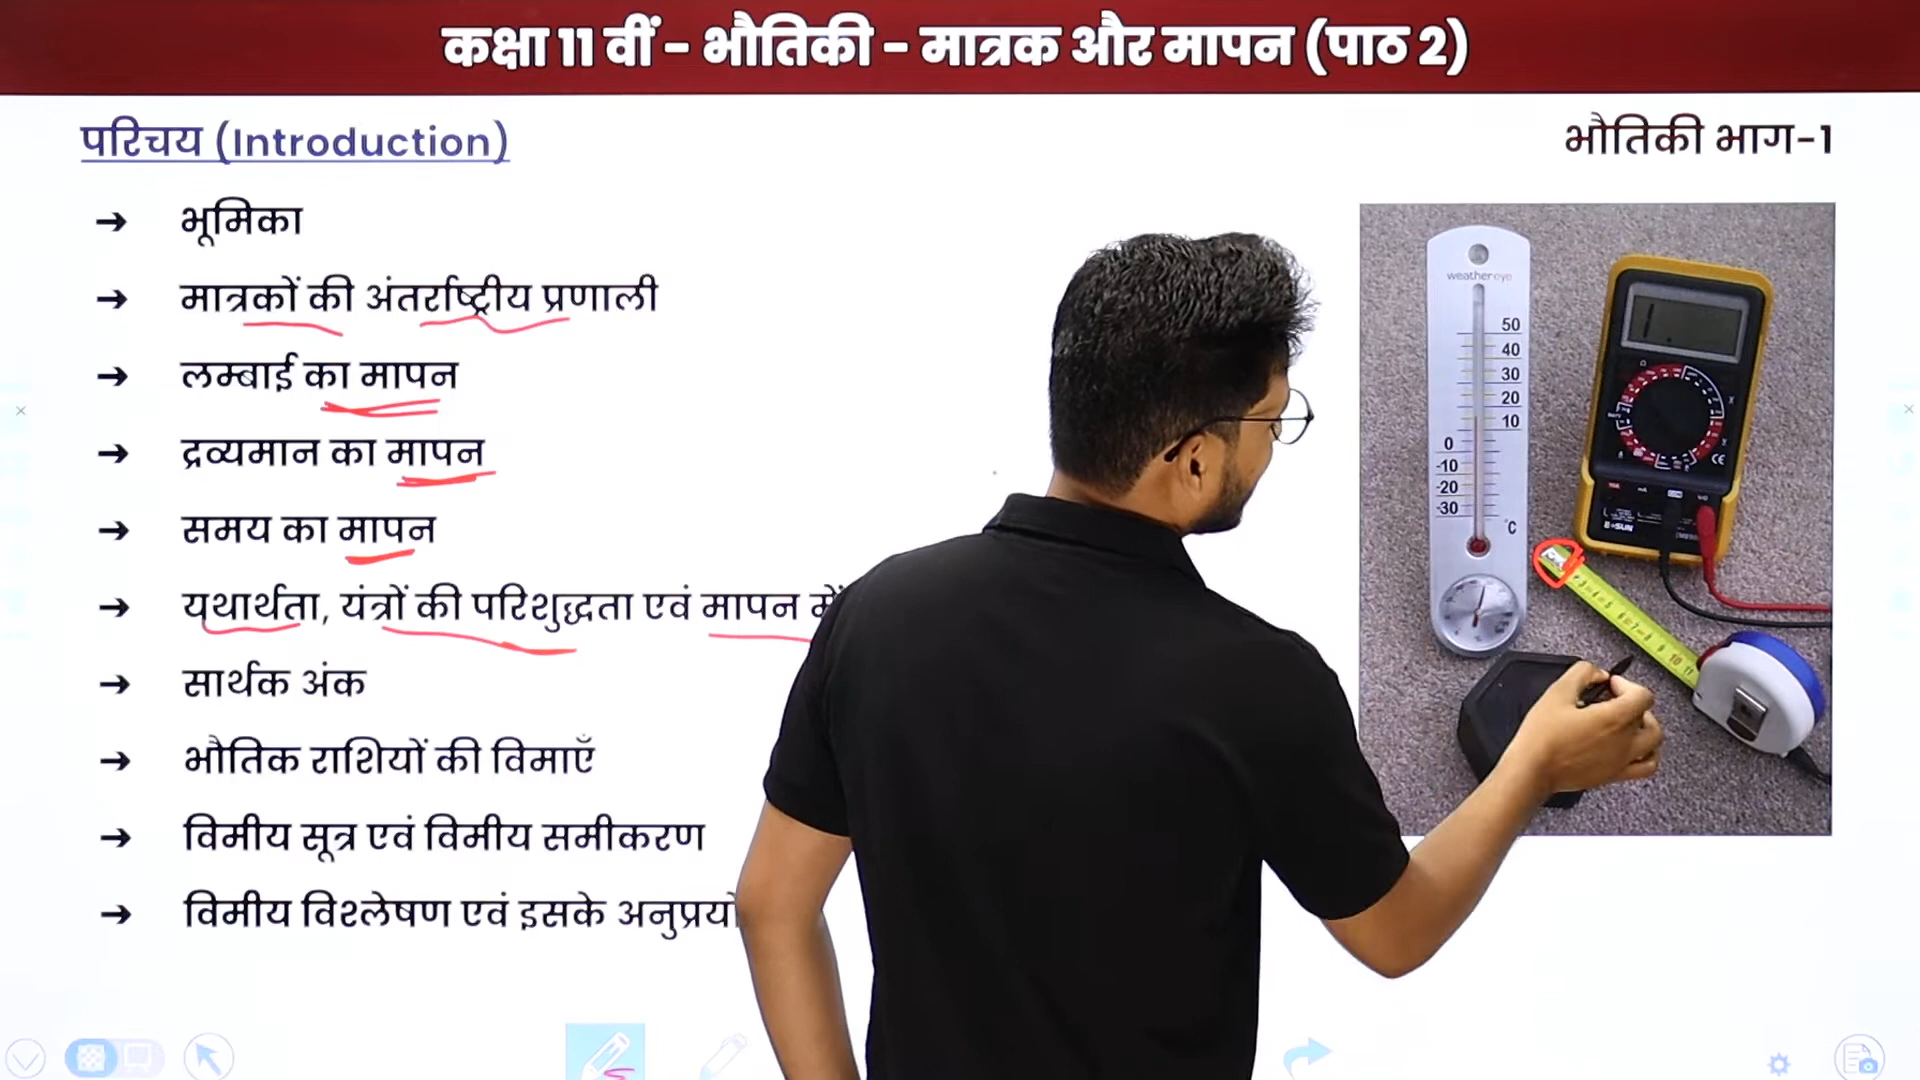 कक्षा 11 वीं - भौतिकी - मात्रक और मापन (पाठ 2)
परिचय (Introduction)
भौतिकी भाग-1
→ भूमिका
→ मात्रकों की अंतर्राष्ट्रीय प्रणाली
→ लम्बाई का मापन
→ द्रव्यमान का मापन
→ समय का मापन
→ यथार्थता, यंत्रों की परिशुद्धता एवं मापन में
→ सार्थक अंक
→ भौतिक राशियों की विमाएँ
→ विमीय सूत्र एवं विमीय समीकरण
→ विमीय विश्लेषण एवं इसके
weathereye
50
40
30
20
10
0
-10
-20
-30
°C
CE